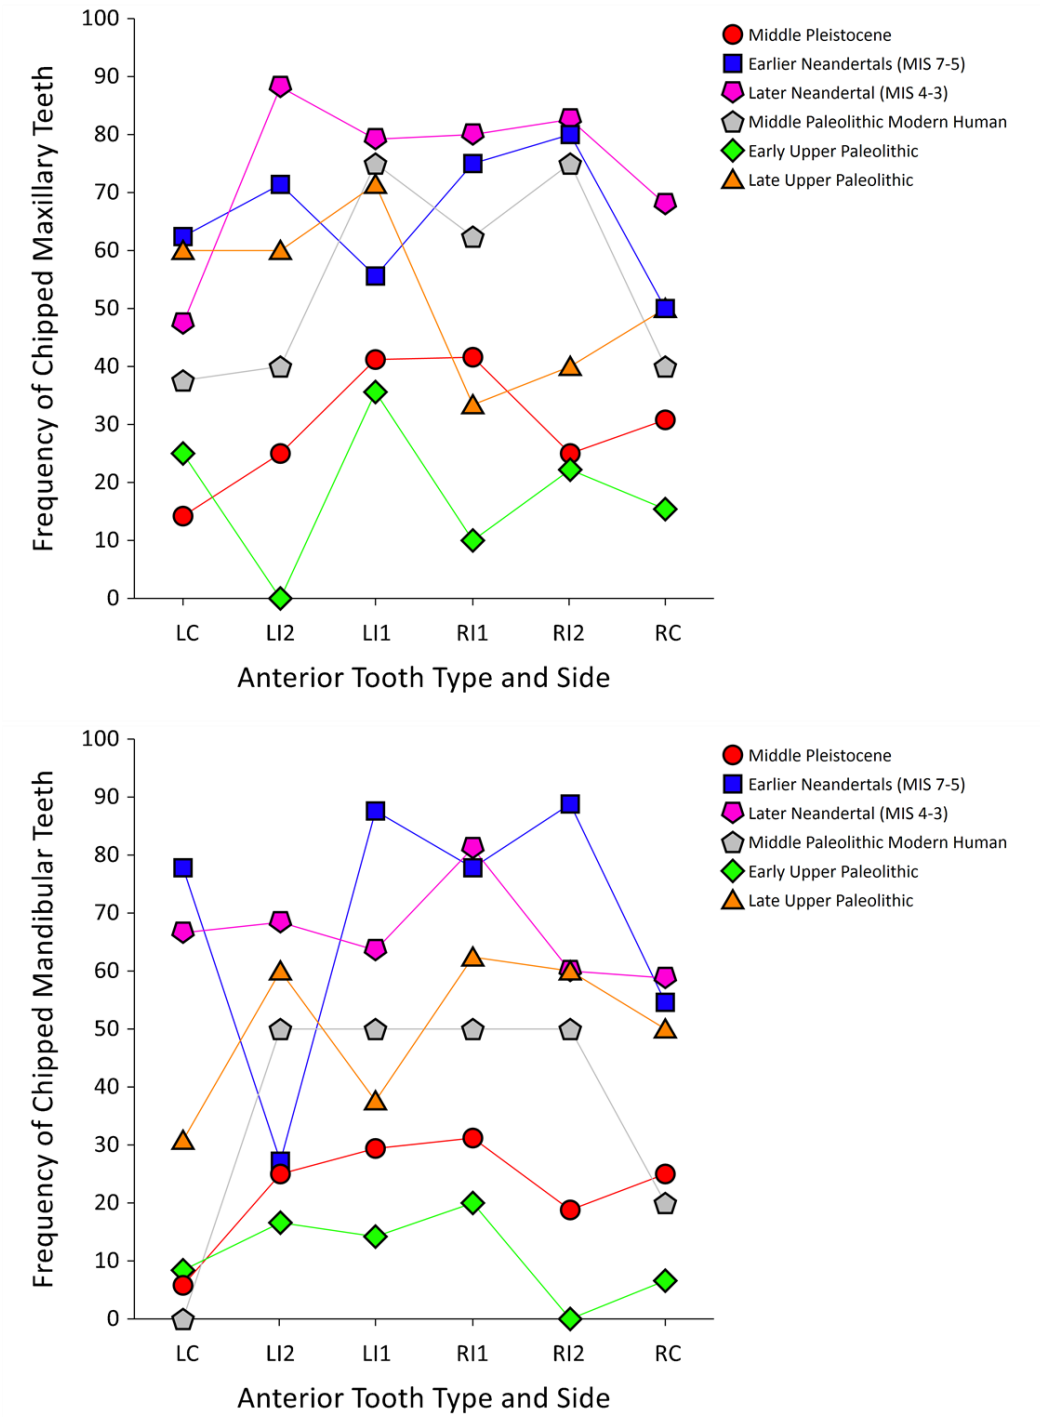 Frequency of Chipped Maxillary Teeth
100
90
80
70
60
50
40
30
20
10
0
LC LI2 LI1 RI1 RI2 RC
Anterior Tooth Type and Side
Middle Pleistocene
Earlier Neandertals (MIS 7-5)
Later Neandertal (MIS 4-3)
Middle Paleolithic Modern Human
Early Upper Paleolithic
Late Upper Paleolithic
Frequency of Chipped Mandibular Teeth
100
90
80
70
60
50
40
30
20
10
0
LC LI2 LI1 RI1 RI2 RC
Anterior Tooth Type and Side
Middle Pleistocene
Earlier Neandertals (MIS 7-5)
Later Neandertal (MIS 4-3)
Middle Paleolithic Modern Human
Early Upper Paleolithic
Late Upper Paleolithic